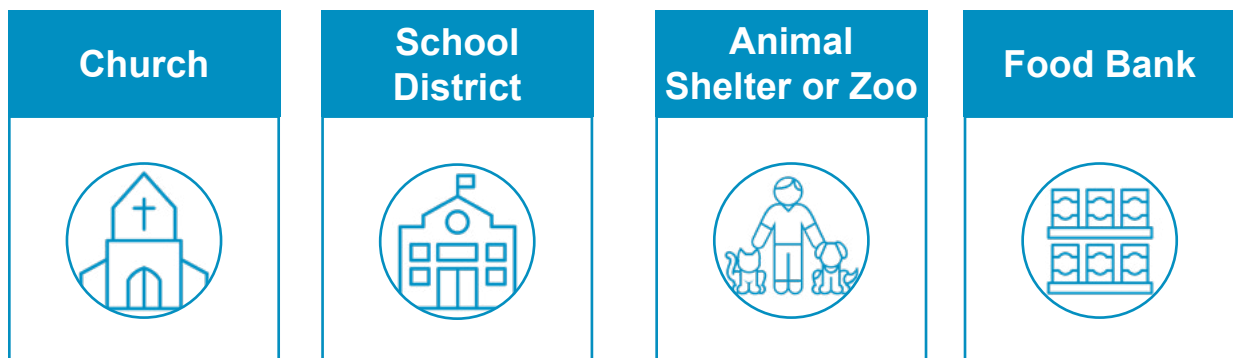 Church
School
District
Animal
Shelter or Zoo
Food Bank